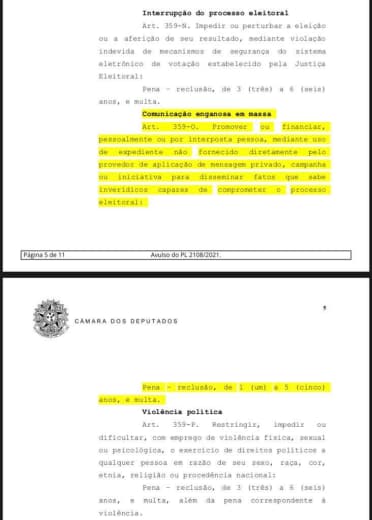 Interrupção do processo eleitoral
Art. 359-N. Impedir ou perturbar a eleição
ou a aferição de seu resultado, mediante violação
indevida de mecanismos de segurança do sistema
eletrônico de votação estabelecido pela Justiça
Eleitoral:
Pena - reclusão, de 3 (três) a 6 (seis)
anos, e multa.
Comunicação enganosa em massa
Art. 359-O. Promover ou financiar,
pessoalmente ou por interposta pessoa, mediante uso
de expediente não fornecido diretamente pelo
provedor de aplicação de mensagem privado, campanha
ou iniciativa para disseminar fatos que sabe
inverídicos capazes de comprometer o processo
eleitoral:
Página 5 de 11 Avulso do PL 2108/2021.
CÂMARA DOS DEPUTADOS
Pena - reclusão, de 1 (um) a 5 (cinco)
anos, e multa.
Violência política
Art. 359-P. Restringir, impedir ou
dificultar, com emprego de violência física, sexual
ou psicológica, o exercício de direitos políticos a
qualquer pessoa em razão de seu sexo, raça, cor,
etnia, religião ou procedência nacional:
Pena - reclusão, de 3 (três) a 6 (seis)
anos, e multa, além da pena correspondente à
violência.